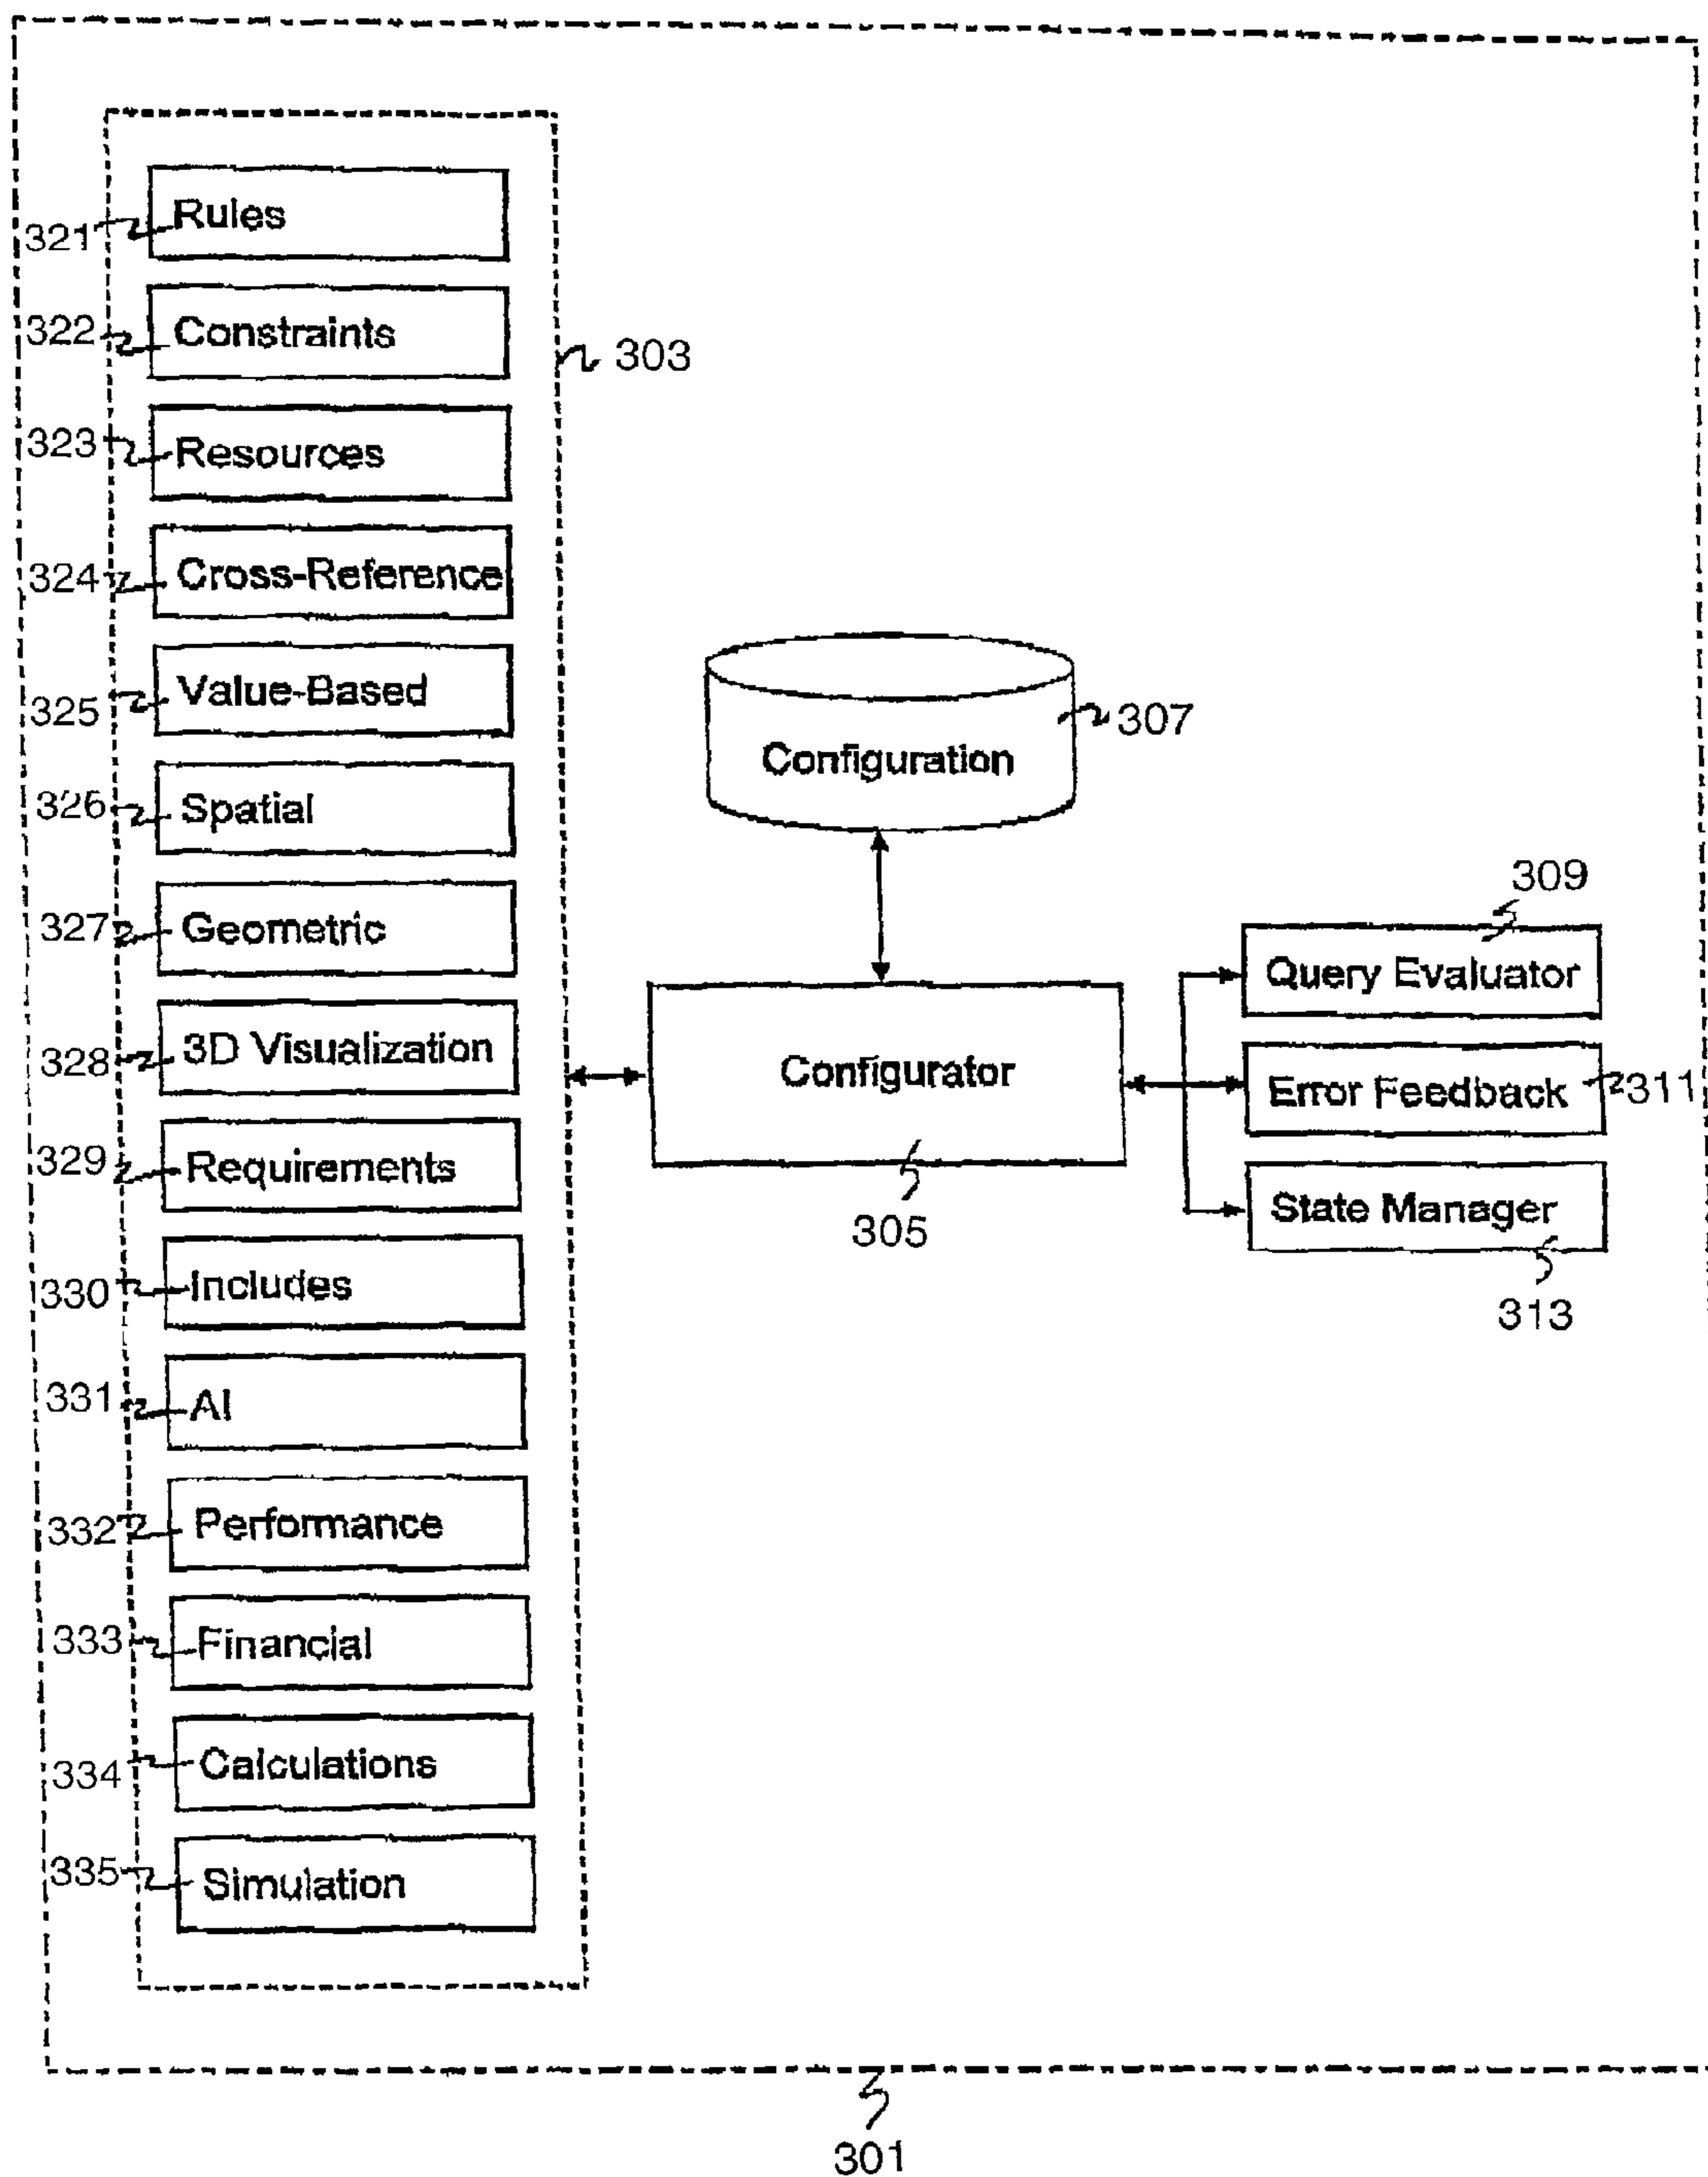 321 Rules
322 Constraints
303
323 Resources
324 Cross-Reference
325 Value-Based
326 Spatial
327 Geometric
328 3D Visualization
329 Requirements
330 Includes
331 AI
332 Performance
333 Financial
334 Calculations
335 Simulation
307
Configuration
Configurator
305
309
Query Evaluator
Error Feedback 311
State Manager
313
301